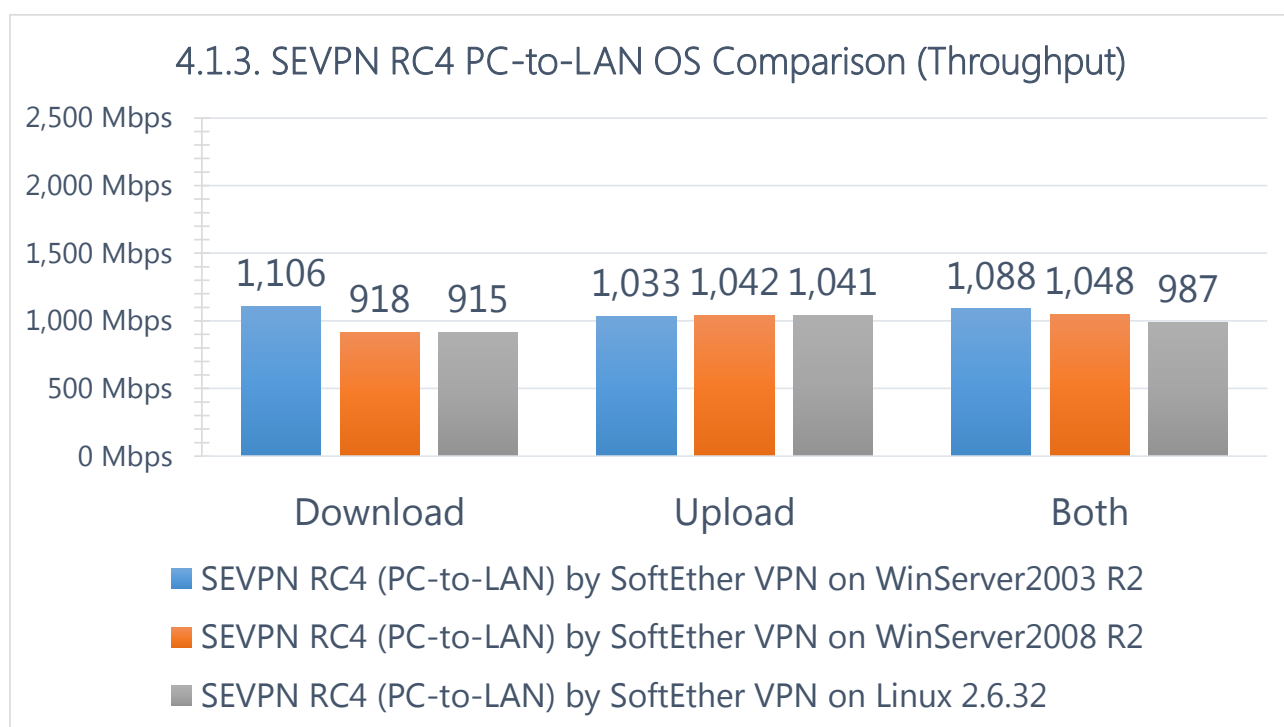 4.1.3. SEVPN RC4 PC-to-LAN OS Comparison (Throughput)
2,500 Mbps
2,000 Mbps
1,500 Mbps
1,000 Mbps
500 Mbps
0 Mbps
1,106
918
915
1,033
1,042
1,041
1,088
1,048
987
Download
Upload
Both
SEVPN RC4 (PC-to-LAN) by SoftEther VPN on WinServer2003 R2
SEVPN RC4 (PC-to-LAN) by SoftEther VPN on WinServer2008 R2
SEVPN RC4 (PC-to-LAN) by SoftEther VPN on Linux 2.6.32